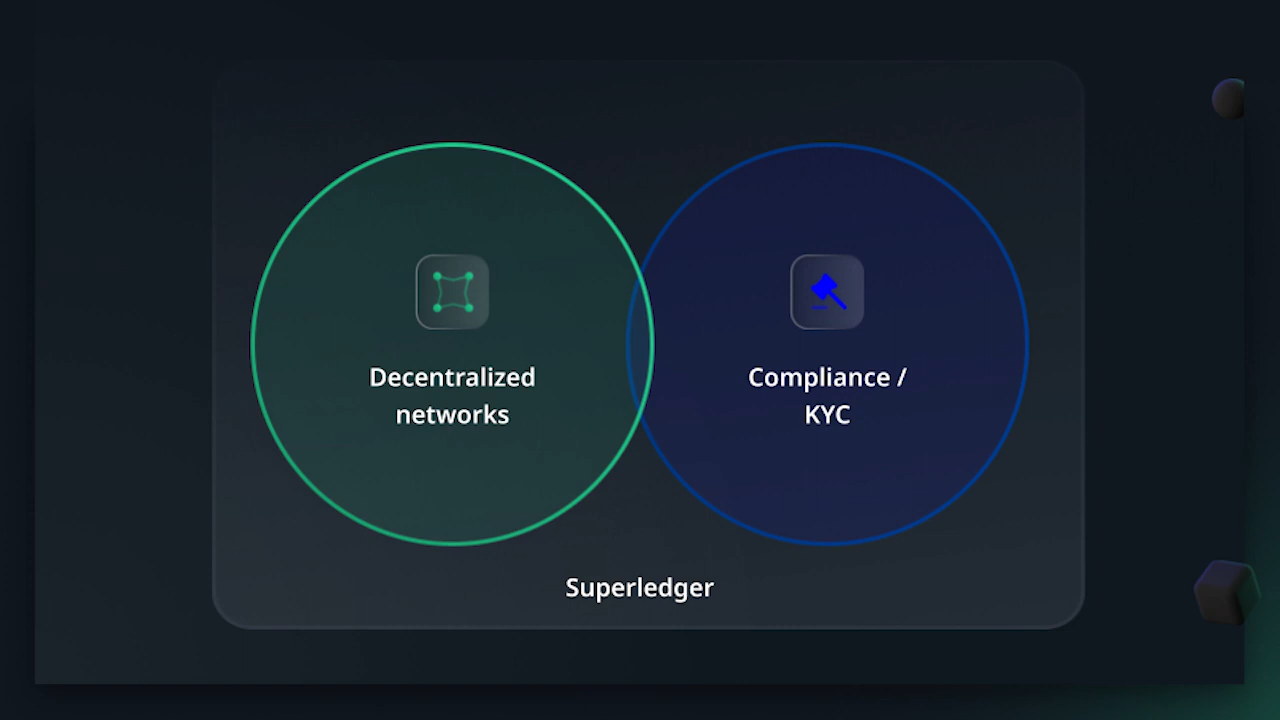 Decentralized
networks
Compliance /
KYC
Superledger